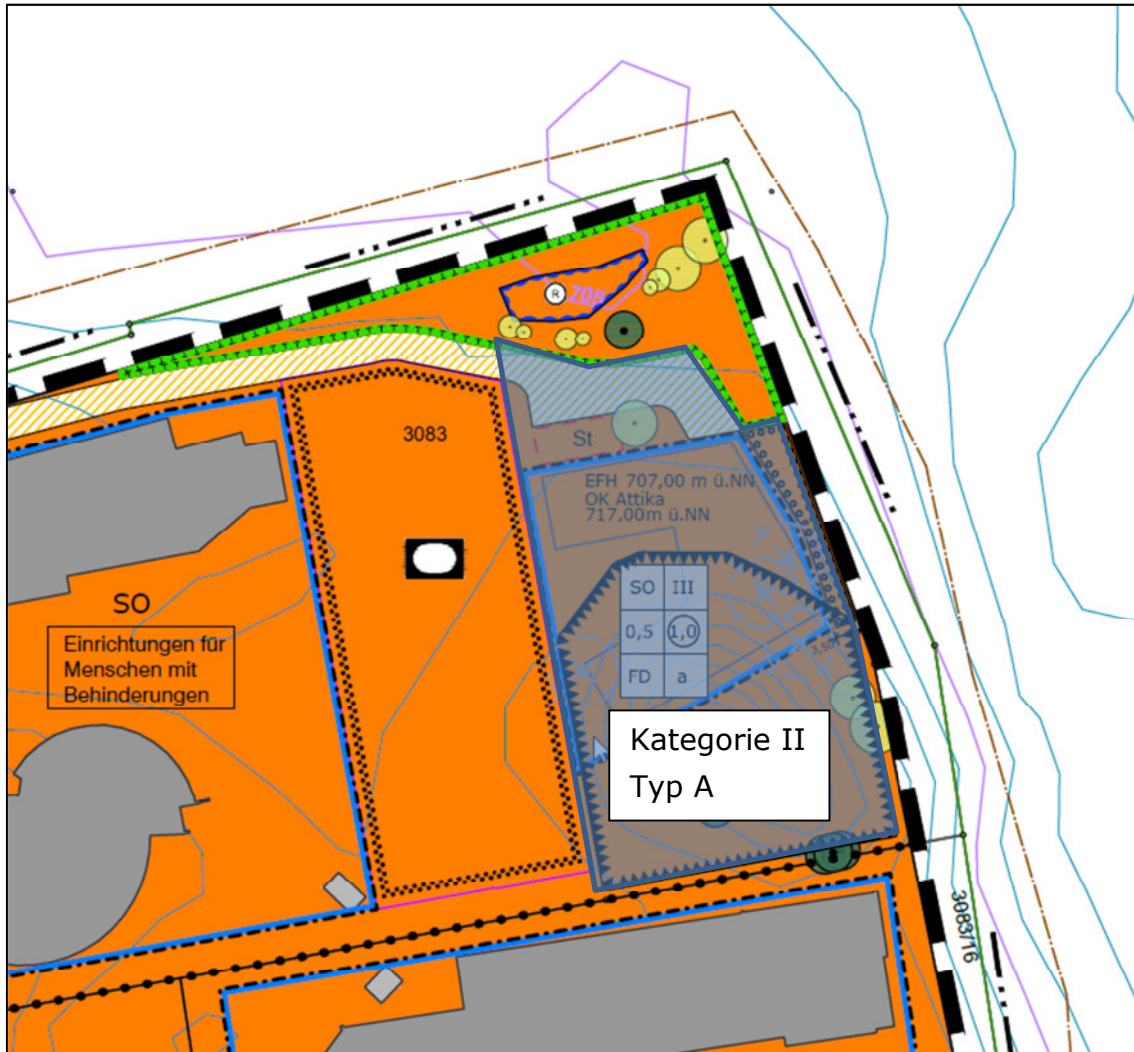 R
705
3083
St
EFH 707,00 m ü.NN
OK Attika
717,00m ü.NN
SO III
0,5 1,0
FD a
3,50
SO
Einrichtungen für
Menschen mit
Behinderungen
Kategorie II
Typ A
3083/16